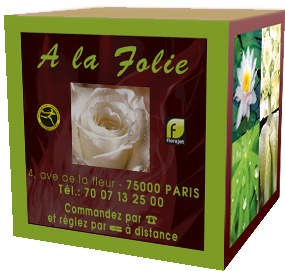 A la Folie
Florajet
4, ave de la fleur - 75000 PARIS
Tél.: 70 07 13 25 00
Commandez par ☎
et réglez par à distance